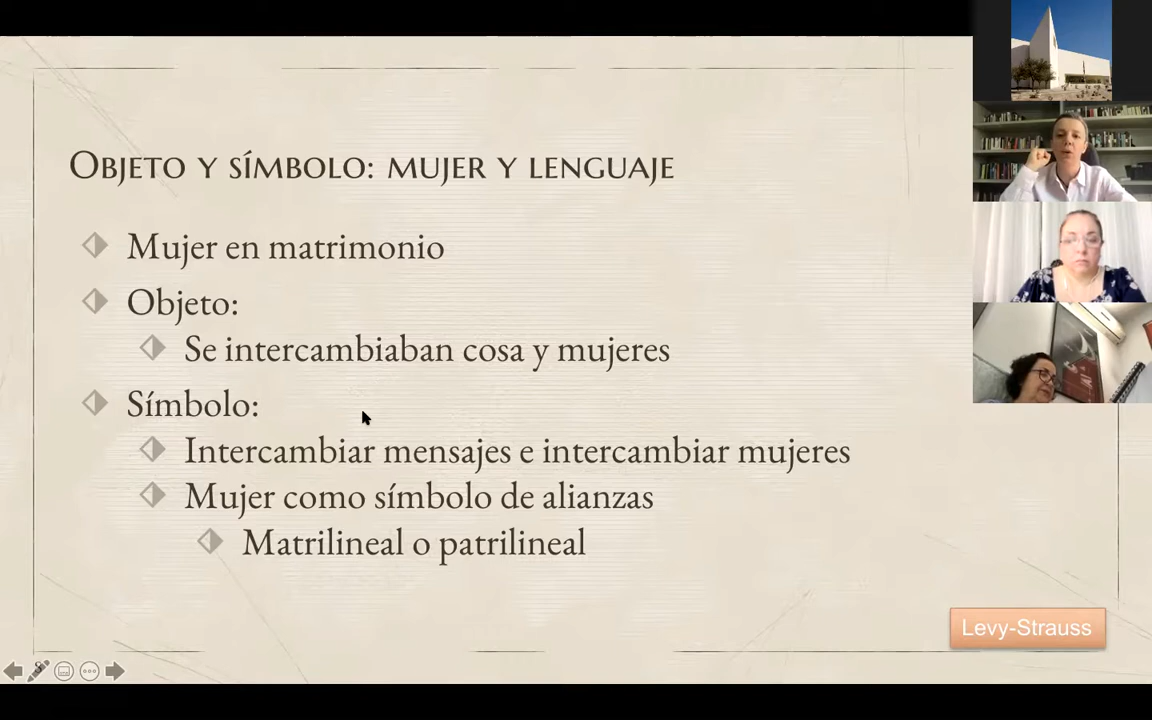 Objeto y símbolo: mujer y lenguaje
Mujer en matrimonio
Objeto:
Se intercambiaban cosa y mujeres
Símbolo:
Intercambiar mensajes e intercambiar mujeres
Mujer como símbolo de alianzas
Matrilineal o patrilineal
Levy-Strauss